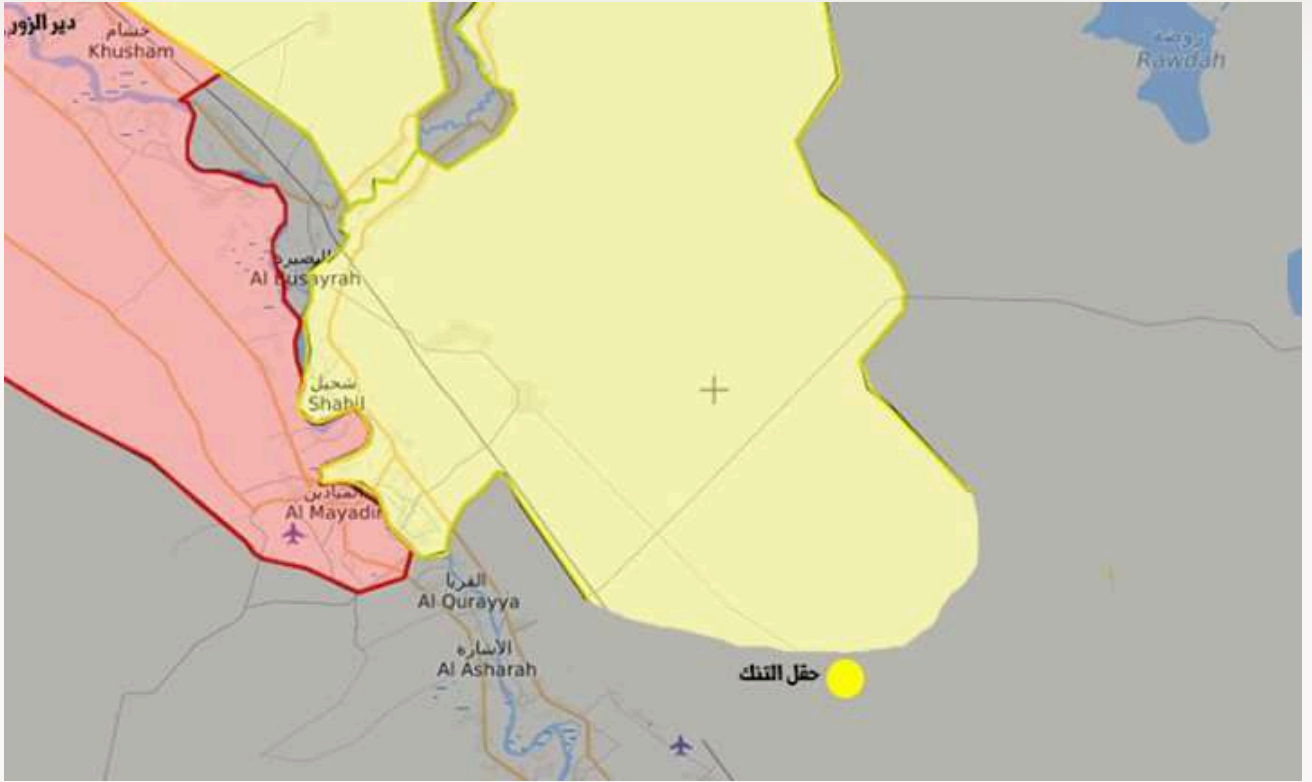 دير الزور
خشام
Khusham
روضة
Rawdah
البصيرة
Al Busayrah
شحيل
Shahil
الميادين
Al Mayadin
القريا
Al Qurayya
الأشارة
Al Asharah
حقل التنك